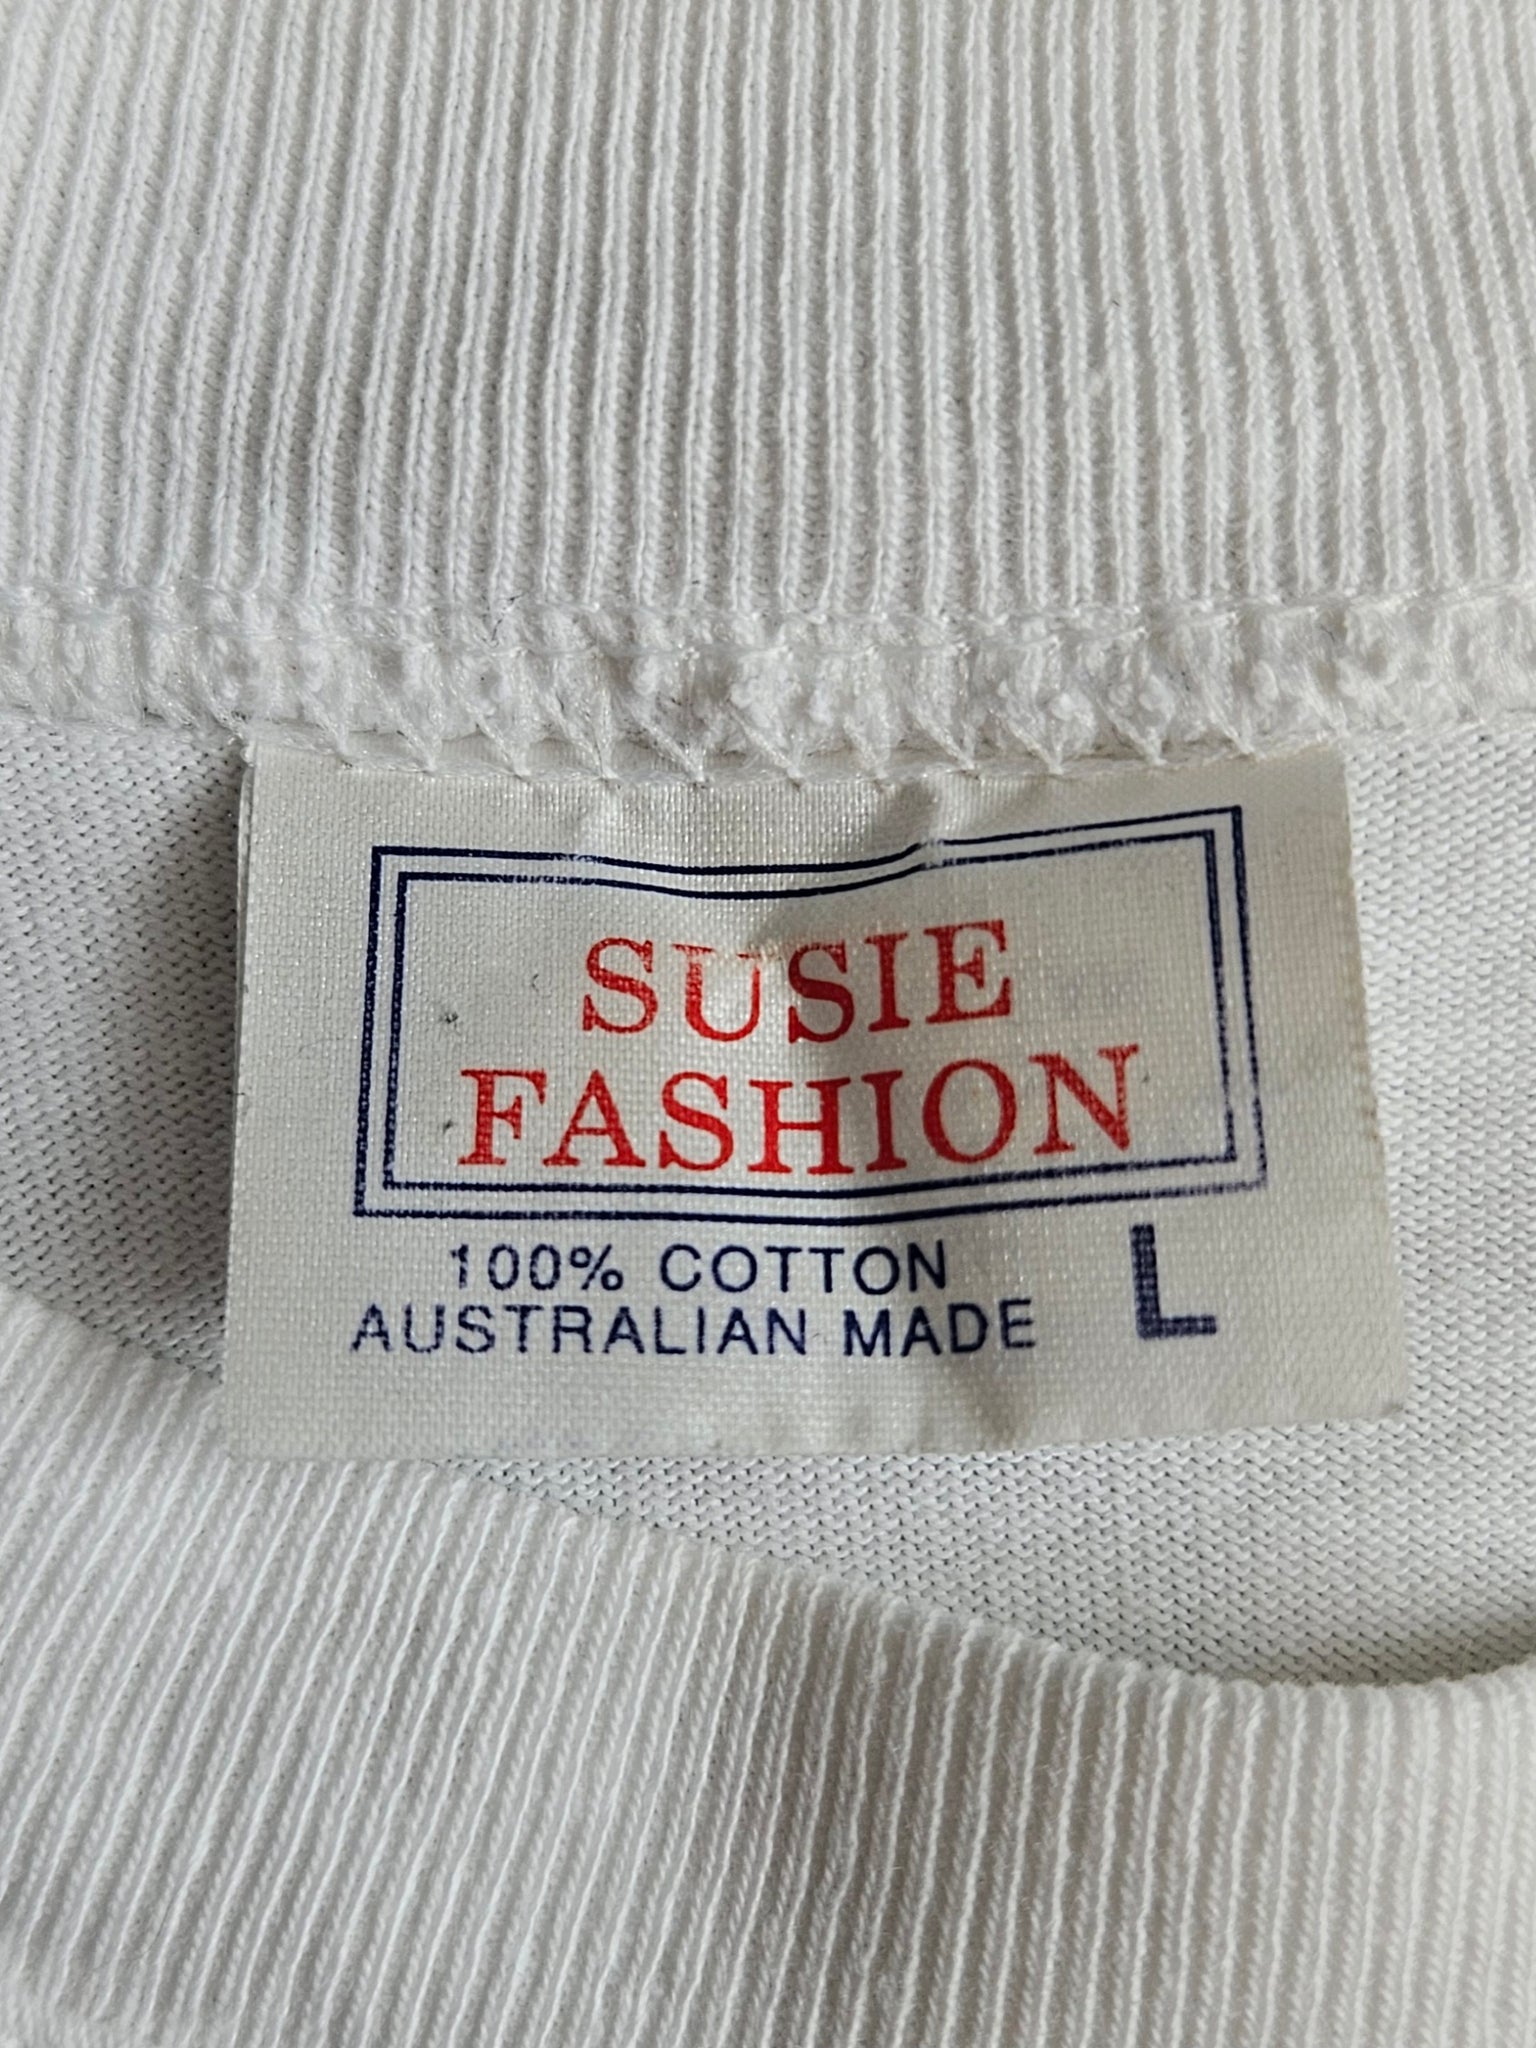 SUSIE
FASHION
100% COTTON
AUSTRALIAN MADE L